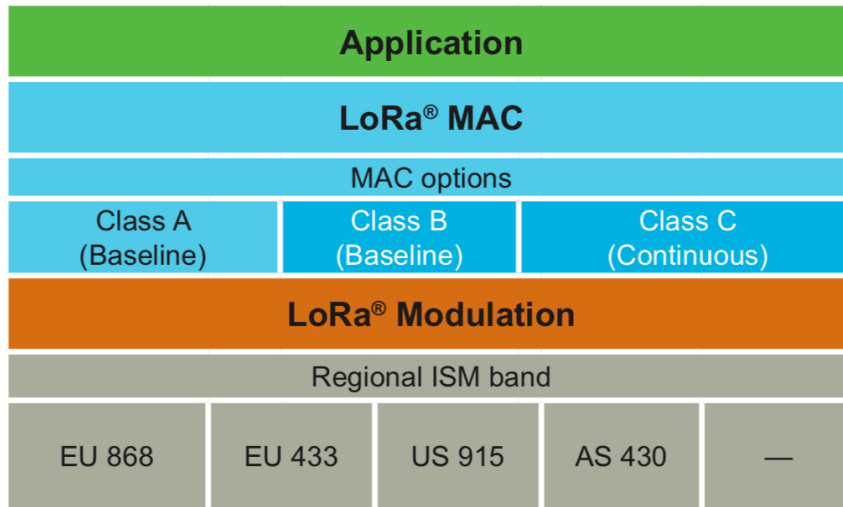 Application
LoRa® MAC
MAC options
Class A
(Baseline)
Class B
(Baseline)
Class C
(Continuous)
LoRa® Modulation
Regional ISM band
EU 868
EU 433
US 915
AS 430
—